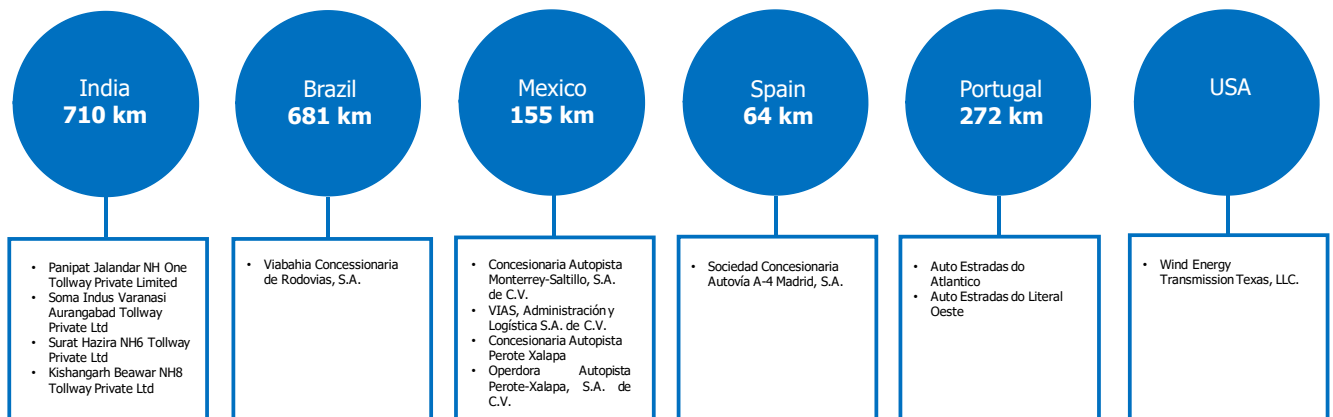 India
710 km
Brazil
681 km
Mexico
155 km
Spain
64 km
Portugal
272 km
USA
• Panipat Jalandar NH One
Tollway Private Limited
• Soma Indus Varanasi
Aurangabad Tollway
Private Ltd
• Surat Hazira NH6 Tollway
Private Ltd
• Kishangarh Beawar NH8
Tollway Private Ltd
• Viabahia Concessionaria
de Rodovias, S.A.
• Concesionaria Autopista
Monterrey-Saltillo, S.A.
de C.V.
• VIAS, Administración y
Logística S.A. de C.V.
• Concesionaria Autopista
Perote Xalapa
• Operdora Autopista
Perote-Xalapa, S.A. de
C.V.
• Sociedad Concesionaria
Autovía A-4 Madrid, S.A.
• Auto Estradas do
Atlantico
• Auto Estradas do Literal
Oeste
• Wind Energy
Transmission Texas, LLC.